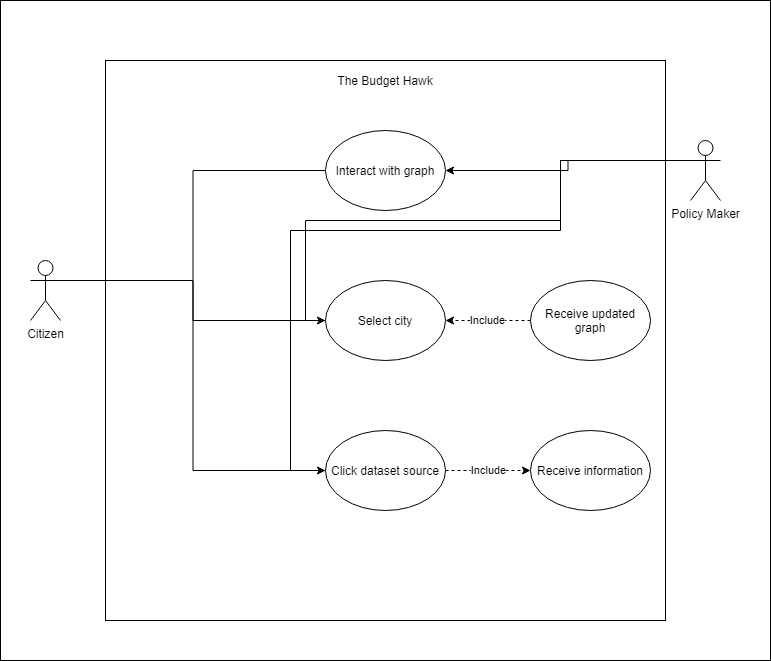 The Budget Hawk
Interact with graph
Policy Maker
Citizen
Select city
Include
Receive updated
graph
Click dataset source
Include
Receive information